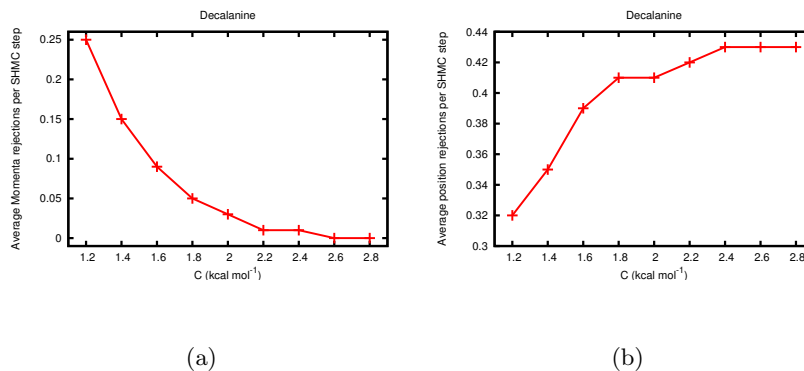 Decalanine
Average Momenta rejections per SHMC step
0.25
0.2
0.15
0.1
0.05
0
1.2 1.4 1.6 1.8 2 2.2 2.4 2.6 2.8
C (kcal mol⁻¹)
(a)
Decalanine
Average position rejections per SHMC step
0.44
0.42
0.4
0.38
0.36
0.34
0.32
0.3
1.2 1.4 1.6 1.8 2 2.2 2.4 2.6 2.8
C (kcal mol⁻¹)
(b)